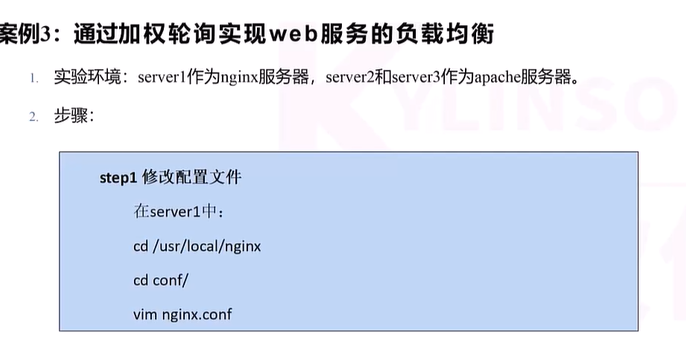 案例3：通过加权轮询实现web服务的负载均衡
1. 实验环境：server1作为nginx服务器，server2和server3作为apache服务器。
2. 步骤：
step1 修改配置文件
在server1中：
cd /usr/local/nginx
cd conf/
vim nginx.conf
KYLINSO